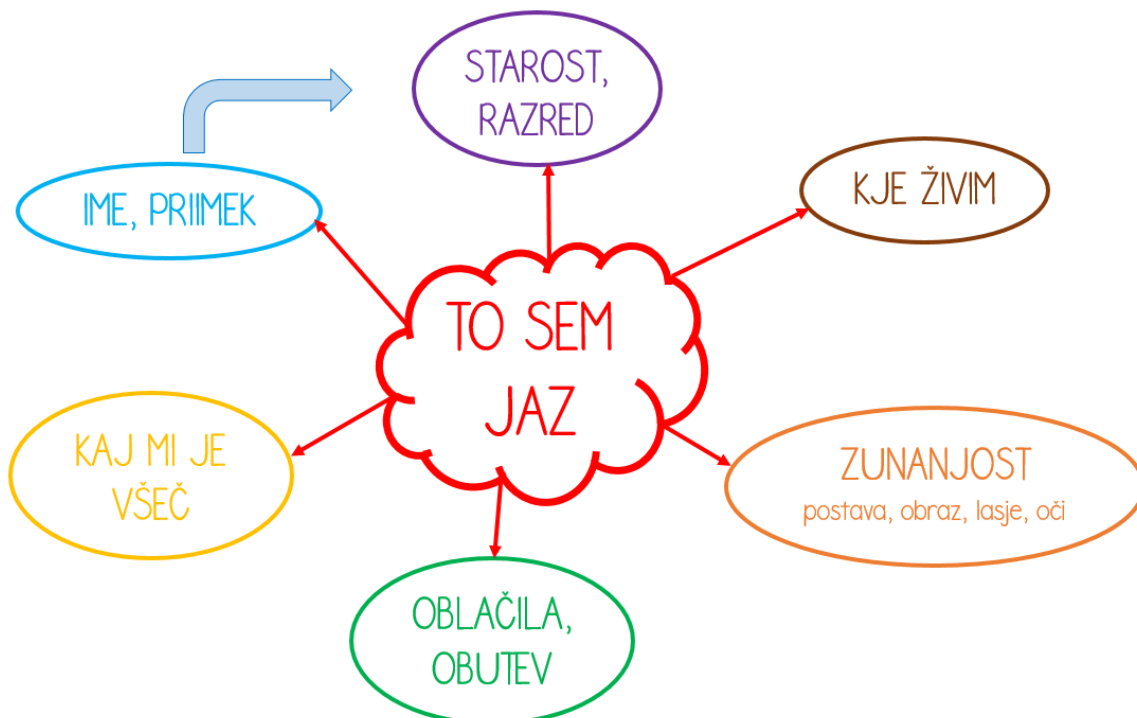 IME, PRIIMEK
STAROST,
RAZRED
KJE ŽIVIM
ZUNANJOST
postava, obraz, lasje, oči
OBLAČILA,
OBUTEV
KAJ MI JE
VŠEČ
TO SEM
JAZ